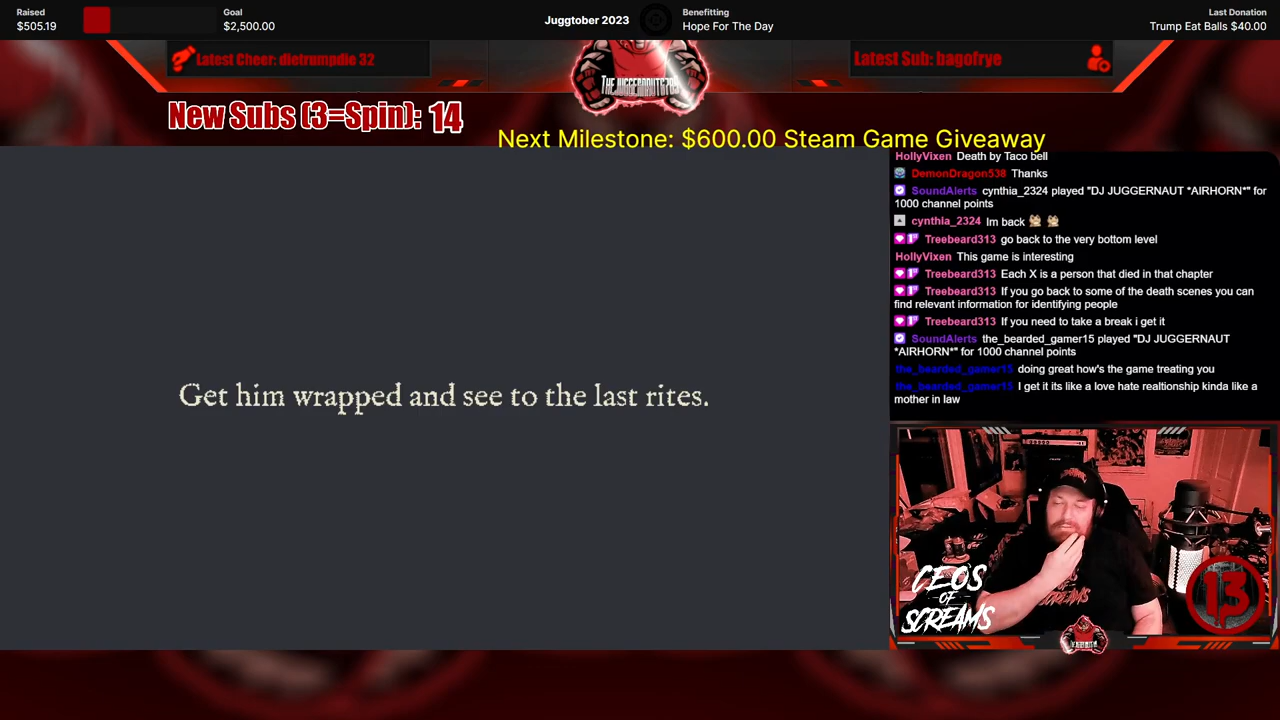 Raised
$505.19
Goal
$2,500.00
Juggtober 2023
Benefitting
Hope For The Day
Last Donation
Trump Eat Balls $40.00
Latest Cheer: dietrumpdie 32
THEJUGGERNAUT6789
Latest Sub: bagofrye
New Subs (3=Spin): 14
Next Milestone: $600.00 Steam Game Giveaway
Get him wrapped and see to the last rites.
HollyVixen Death by Taco bell
DemonDragon538 Thanks
SoundAlerts cynthia_2324 played "DJ JUGGERNAUT *AIRHORN*" for
1000 channel points
cynthia_2324 Im back
Treebeard313 go back to the very bottom level
HollyVixen This game is interesting
Treebeard313 Each X is a person that died in that chapter
Treebeard313 If you go back to some of the death scenes you can
find relevant information for identifying people
Treebeard313 If you need to take a break i get it
SoundAlerts the_bearded_gamer15 played "DJ JUGGERNAUT
*AIRHORN*" for 1000 channel points
the_bearded_gamer15 doing great how's the game treating you
the_bearded_gamer15 I get it its like a love hate realtionship kinda like a
mother in law
CEOS
OF
SCREAMS
13